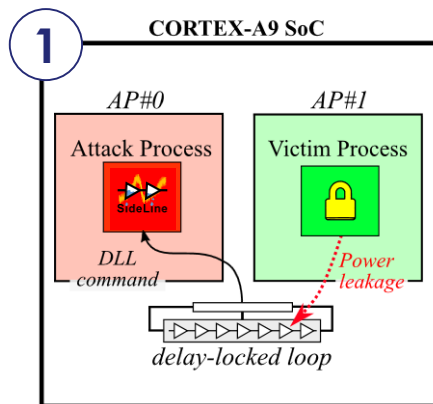 1
CORTEX-A9 SoC
AP#0
AP#1
Attack Process
Victim Process
SideLine
DLL
command
Power
leakage
delay-locked loop